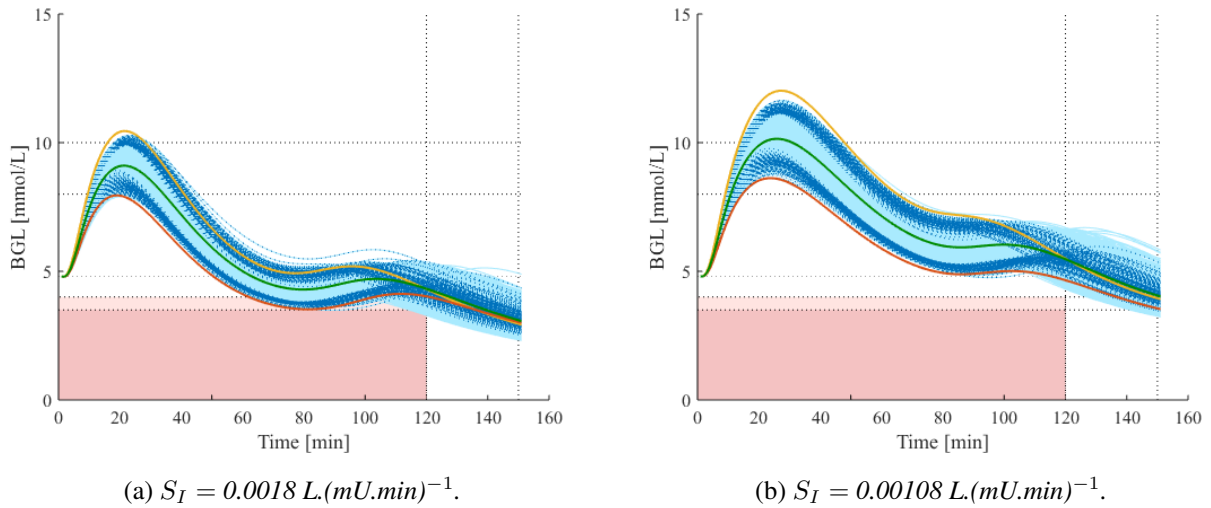 15
10
5
0
BGL [mmol/L]
0 20 40 60 80 100 120 140 160
Time [min]
(a) S_I = 0.0018 L.(mU.min)⁻¹.
15
10
5
0
BGL [mmol/L]
0 20 40 60 80 100 120 140 160
Time [min]
(b) S_I = 0.00108 L.(mU.min)⁻¹.